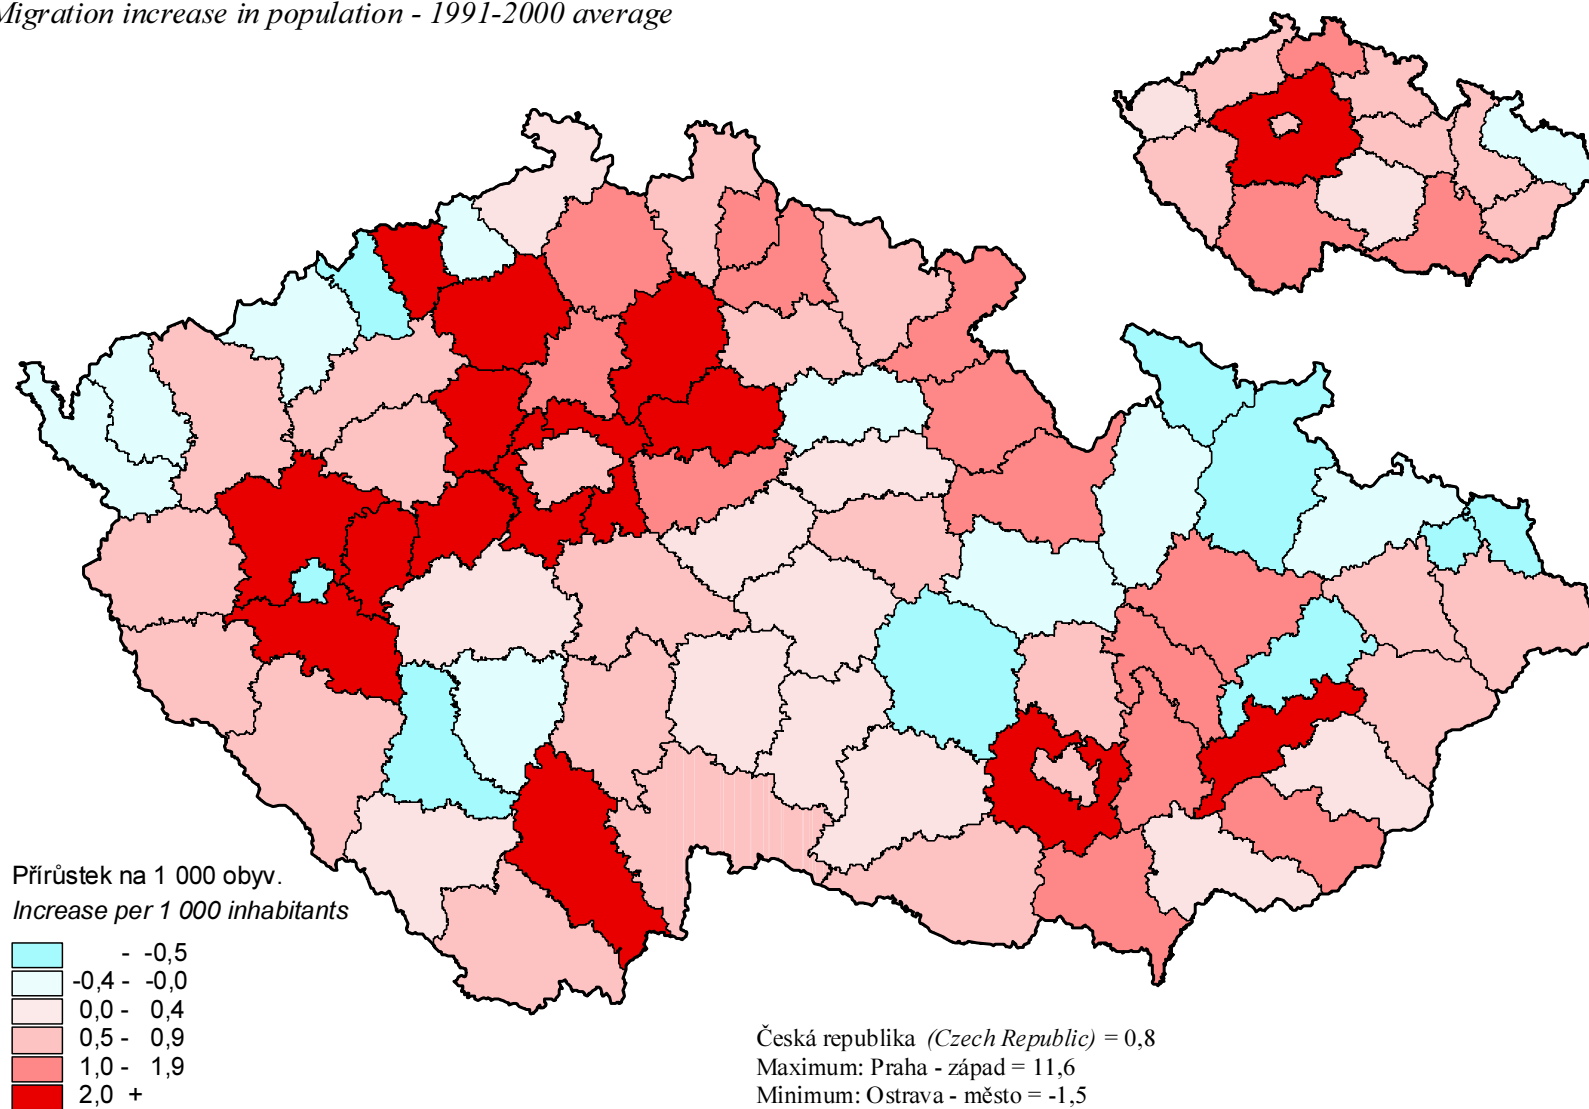 Migration increase in population - 1991-2000 average
Přírůstek na 1 000 obyv.
Increase per 1 000 inhabitants
- -0,5
-0,4 - -0,0
0,0 - 0,4
0,5 - 0,9
1,0 - 1,9
2,0 +
Česká republika (Czech Republic) = 0,8
Maximum: Praha - západ = 11,6
Minimum: Ostrava - město = -1,5